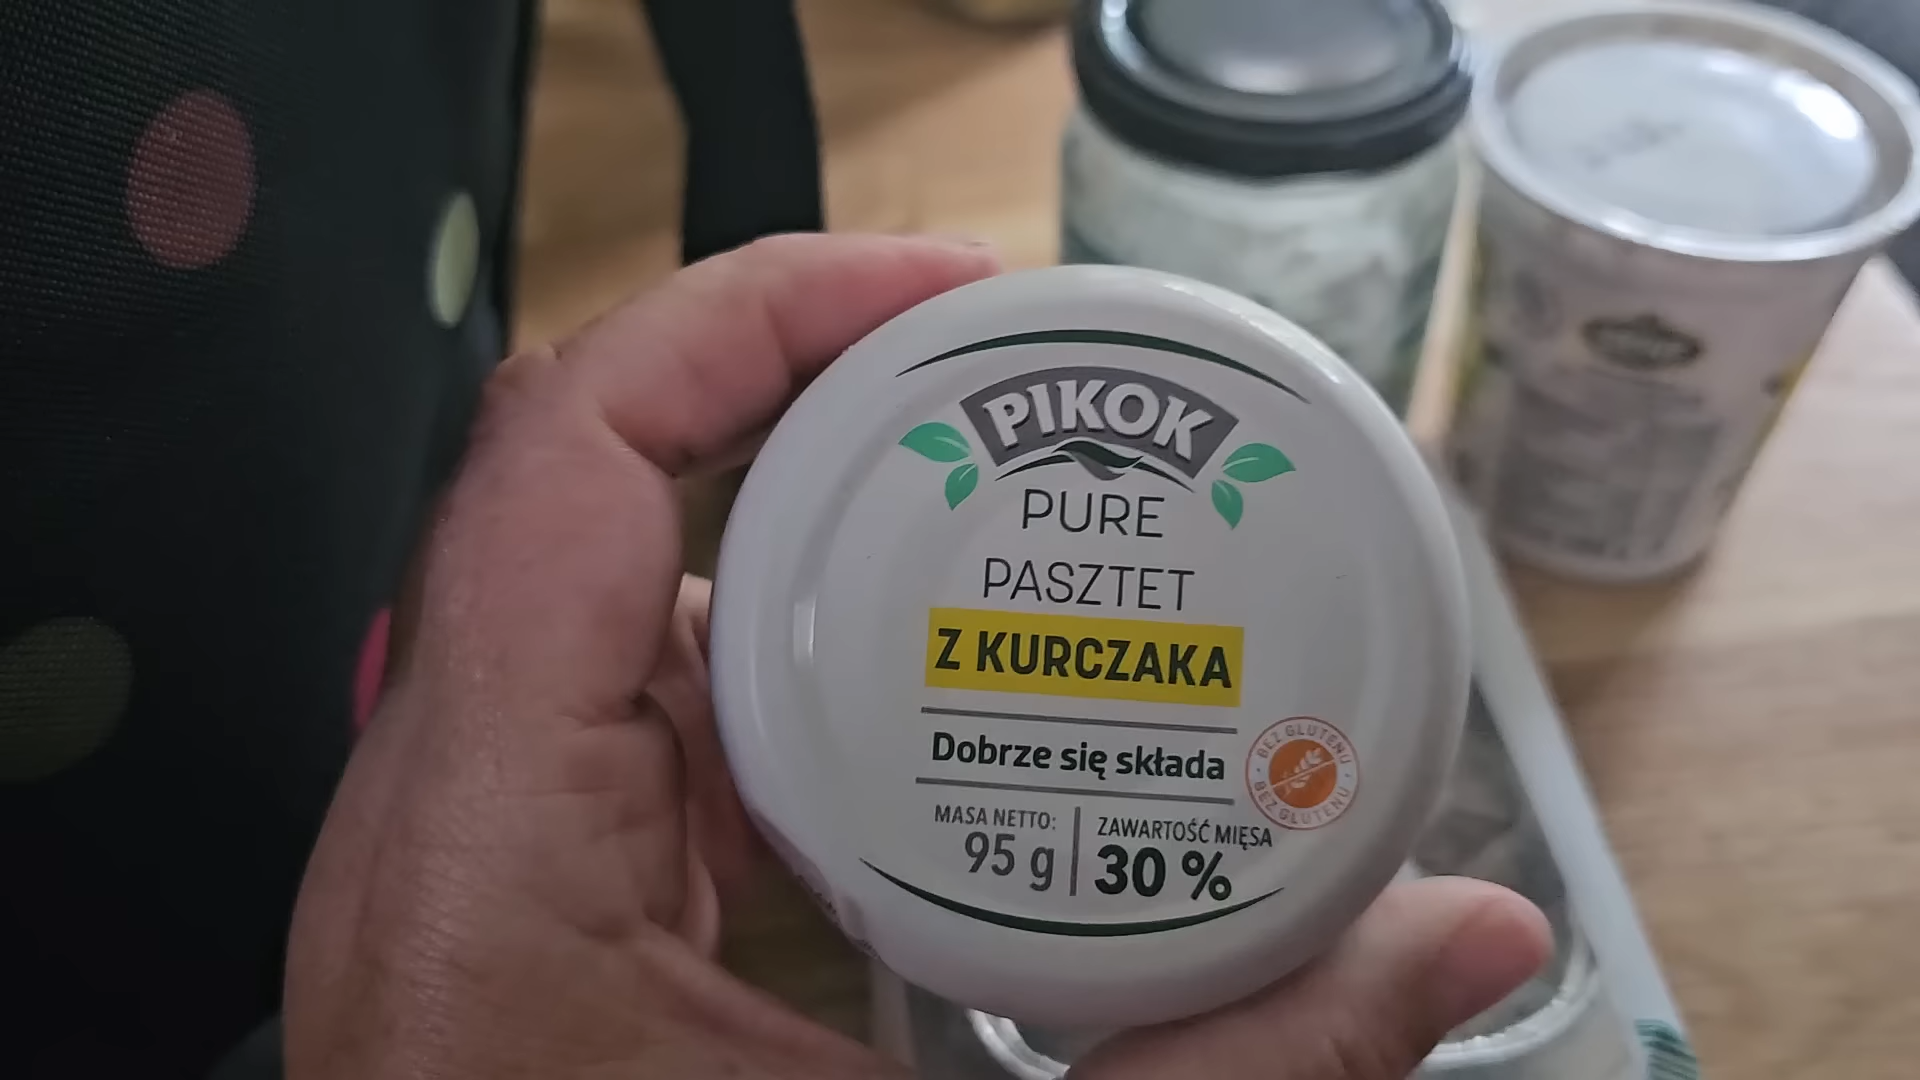 PIKOK
PURE
PASZTET
Z KURCZAKA
Dobrze się składa
BEZ GLUTENU
BEZ GLUTENU
MASA NETTO:
95 g
ZAWARTOŚĆ MIĘSA
30 %